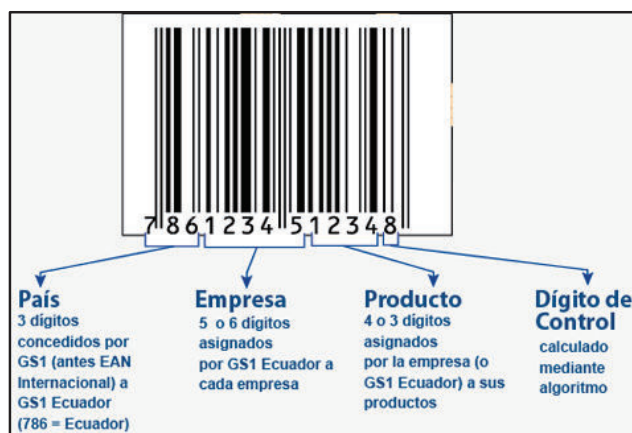 7861234512348
País
3 dígitos
concedidos por
GS1 (antes EAN
Internacional) a
GS1 Ecuador
(786 = Ecuador)
Empresa
5 o 6 dígitos
asignados
por GS1 Ecuador a
cada empresa
Producto
4 o 3 dígitos
asignados
por la empresa (o
GS1 Ecuador) a sus
productos
Dígito de
Control
calculado
mediante
algoritmo